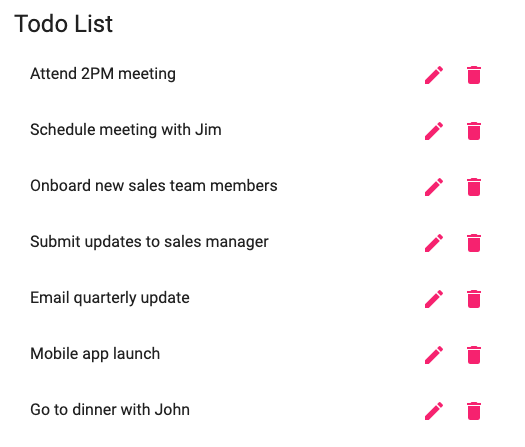 Todo List
Attend 2PM meeting
Schedule meeting with Jim
Onboard new sales team members
Submit updates to sales manager
Email quarterly update
Mobile app launch
Go to dinner with John